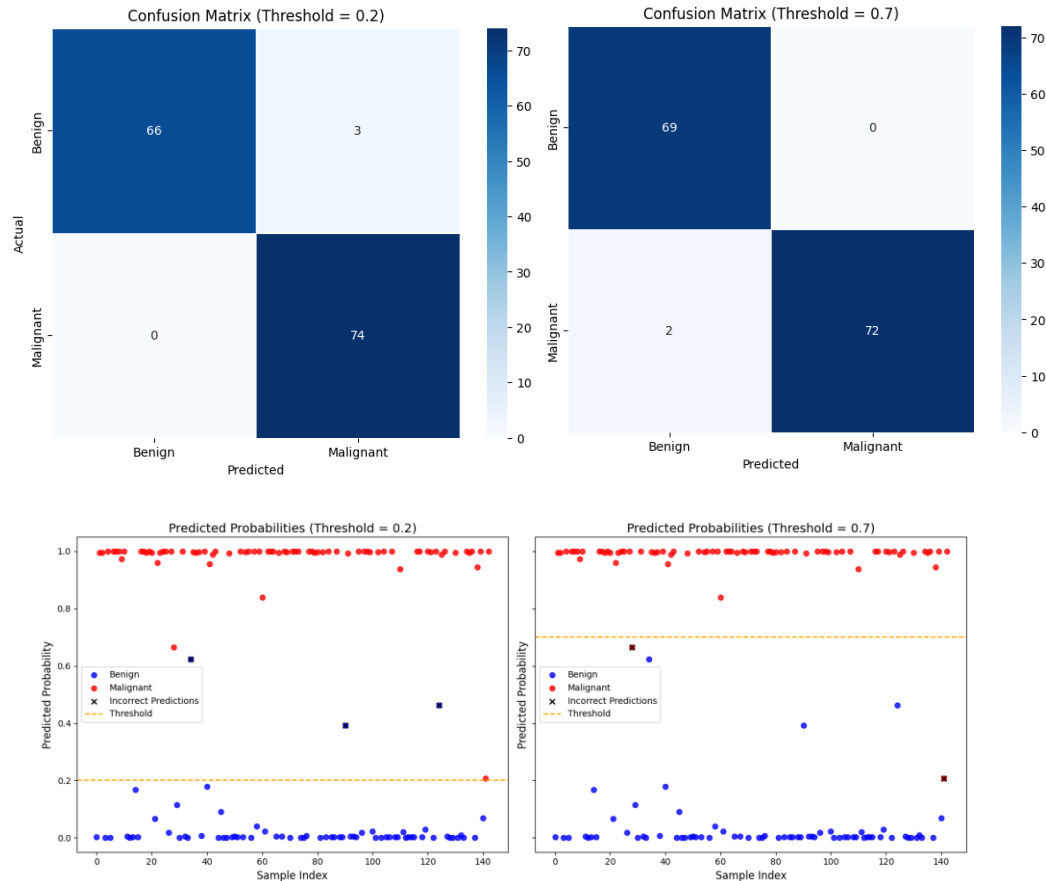 Confusion Matrix (Threshold = 0.2)
Actual
Benign
Malignant
66
3
0
74
Benign
Malignant
Predicted
70
60
50
40
30
20
10
0
Confusion Matrix (Threshold = 0.7)
Benign
Malignant
69
0
2
72
Benign
Malignant
Predicted
70
60
50
40
30
20
10
0
Predicted Probabilities (Threshold = 0.2)
Predicted Probability
1.0
0.8
0.6
0.4
0.2
0.0
Benign
Malignant
Incorrect Predictions
Threshold
0
20
40
60
80
100
120
140
Sample Index
Predicted Probabilities (Threshold = 0.7)
Predicted Probability
Benign
Malignant
Incorrect Predictions
Threshold
0
20
40
60
80
100
120
140
Sample Index